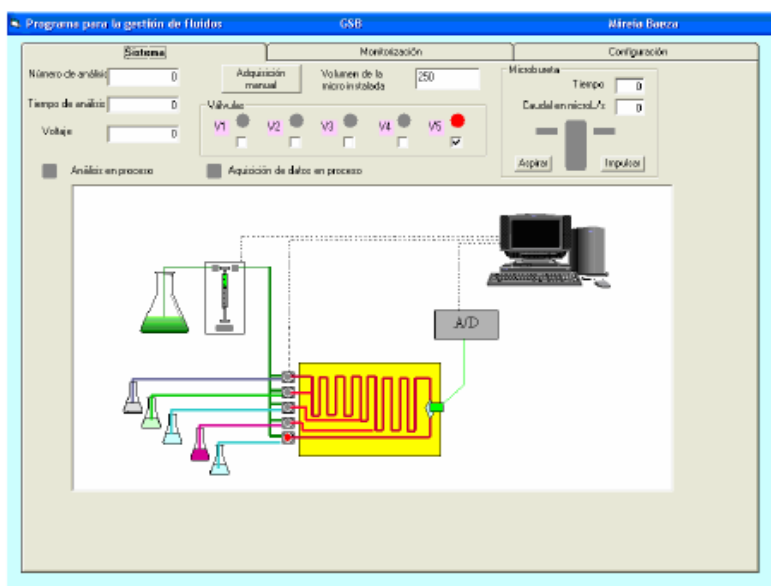 Programa para la gestión de fluidos GSB Mireia Baeza
Sistema Monitorización Configuración
Número de análisis 0
Tiempo de análisis 0
Voltaje 0
Adquisición manual
Volumen de la micro instalada 250
Válvulas
V1 V2 V3 V4 V5
Microbureta
Tiempo 0
Caudal en microL/s 0
Aspirar Impulsar
Análisis en proceso
Aquisición de datos en proceso
A/D